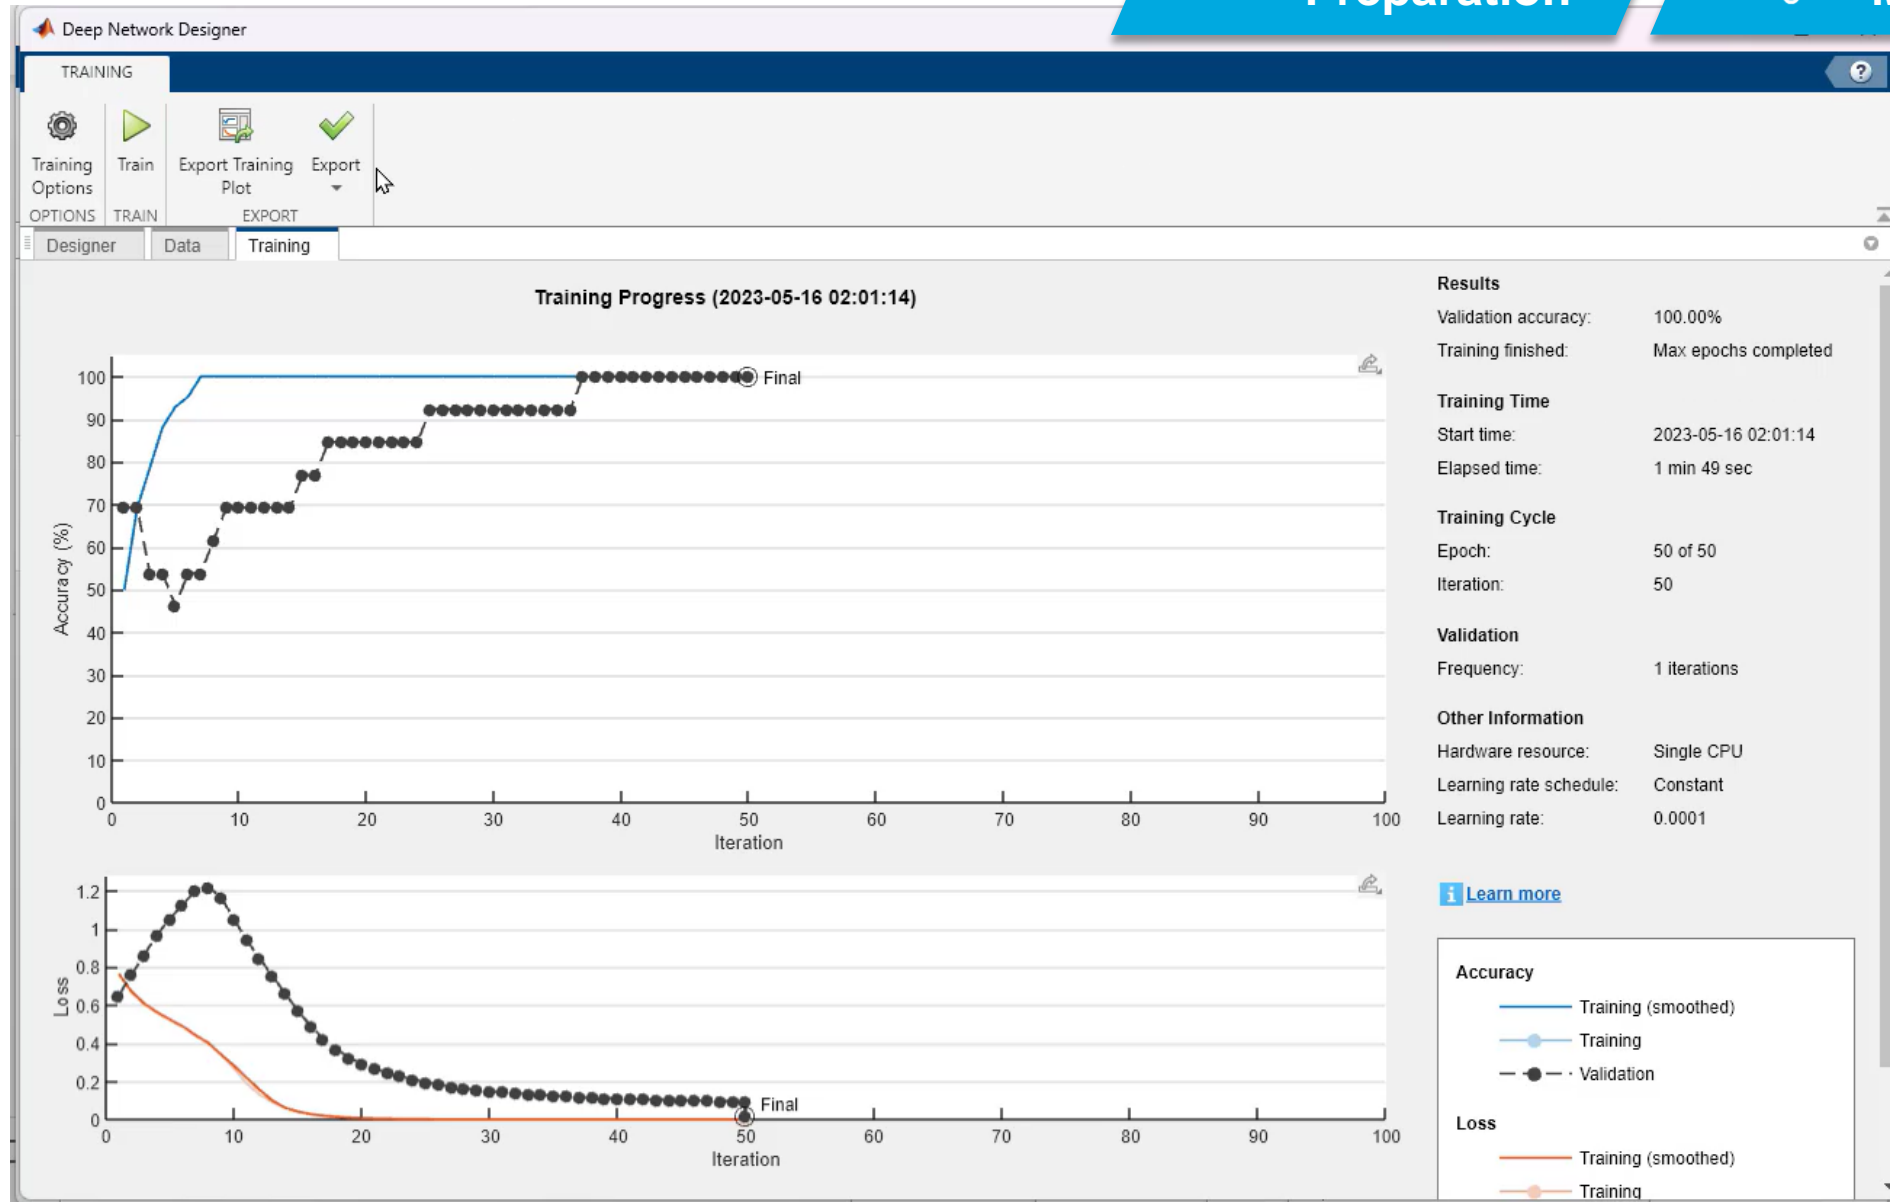 Preparation
Deep Network Designer
TRAINING
Training Options
Train
Export Training Plot
Export
OPTIONS
TRAIN
EXPORT
Designer
Data
Training
Training Progress (2023-05-16 02:01:14)
100
90
80
70
60
50
40
30
20
10
0
Accuracy (%)
Final
0 10 20 30 40 50 60 70 80 90 100
Iteration
1.2
1
0.8
0.6
0.4
0.2
0
Loss
Final
0 10 20 30 40 50 60 70 80 90 100
Iteration
Results
Validation accuracy: 100.00%
Training finished: Max epochs completed
Training Time
Start time: 2023-05-16 02:01:14
Elapsed time: 1 min 49 sec
Training Cycle
Epoch: 50 of 50
Iteration: 50
Validation
Frequency: 1 iterations
Other Information
Hardware resource: Single CPU
Learning rate schedule: Constant
Learning rate: 0.0001
Learn more
Accuracy
Training (smoothed)
Training
Validation
Loss
Training (smoothed)
Training